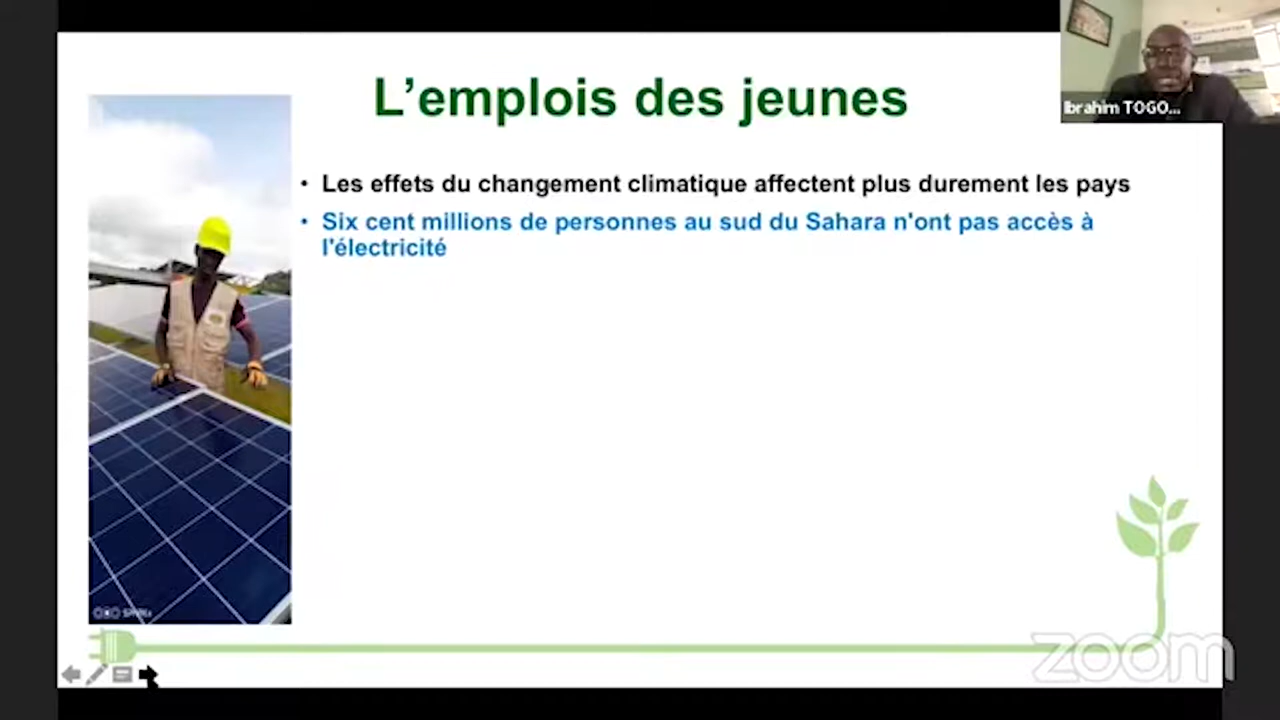 L'emplois des jeunes
Ibrahim TOGO...
• Les effets du changement climatique affectent plus durement les pays
• Six cent millions de personnes au sud du Sahara n'ont pas accès à
l'électricité
zoom